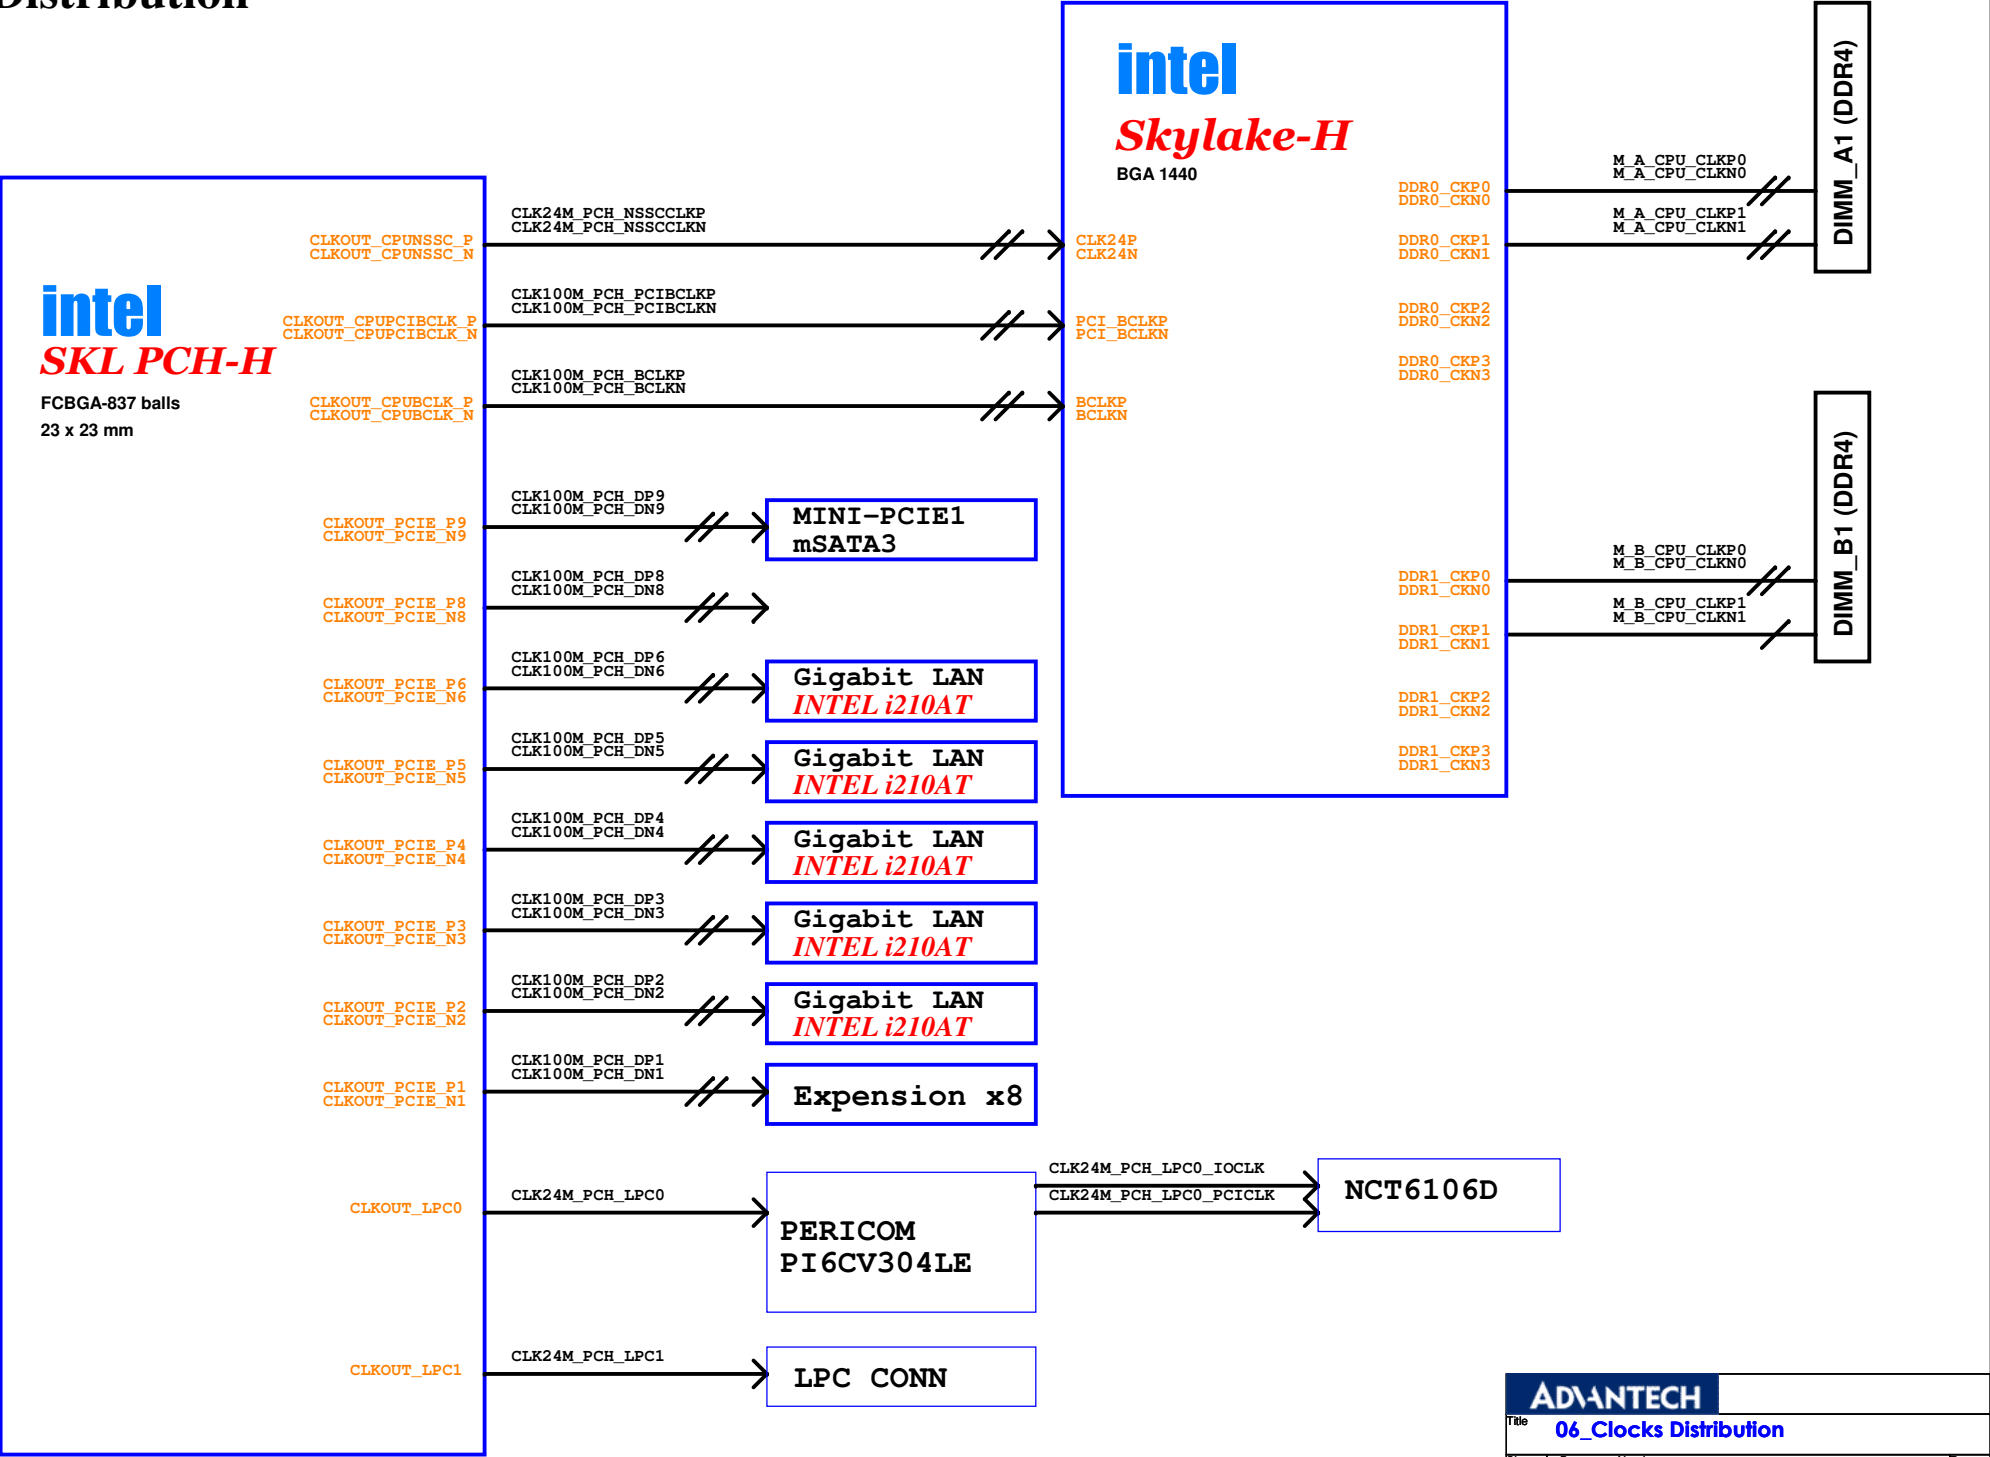 Distribution
intel
SKL PCH-H
FCBGA-837 balls
23 x 23 mm
CLKOUT_CPUNSSC_P
CLKOUT_CPUNSSC_N
CLK24M_PCH_NSSCCLKP
CLK24M_PCH_NSSCCLKN
CLKOUT_CPUPCIBCLK_P
CLKOUT_CPUPCIBCLK_N
CLK100M_PCH_PCIBCLKP
CLK100M_PCH_PCIBCLKN
CLKOUT_CPUBCLK_P
CLKOUT_CPUBCLK_N
CLK100M_PCH_BCLKP
CLK100M_PCH_BCLKN
intel
Skylake-H
BGA 1440
CLK24P
CLK24N
PCI_BCLKP
PCI_BCLKN
BCLKP
BCLKN
DDR0_CKP0
DDR0_CKN0
DDR0_CKP1
DDR0_CKN1
DDR0_CKP2
DDR0_CKN2
DDR0_CKP3
DDR0_CKN3
DDR1_CKP0
DDR1_CKN0
DDR1_CKP1
DDR1_CKN1
DDR1_CKP2
DDR1_CKN2
DDR1_CKP3
DDR1_CKN3
M_A_CPU_CLKP0
M_A_CPU_CLKN0
M_A_CPU_CLKP1
M_A_CPU_CLKN1
DIMM_A1 (DDR4)
M_B_CPU_CLKP0
M_B_CPU_CLKN0
M_B_CPU_CLKP1
M_B_CPU_CLKN1
DIMM_B1 (DDR4)
CLKOUT_PCIE_P9
CLKOUT_PCIE_N9
CLK100M_PCH_DP9
CLK100M_PCH_DN9
MINI-PCIE1
mSATA3
CLKOUT_PCIE_P8
CLKOUT_PCIE_N8
CLK100M_PCH_DP8
CLK100M_PCH_DN8
CLKOUT_PCIE_P6
CLKOUT_PCIE_N6
CLK100M_PCH_DP6
CLK100M_PCH_DN6
Gigabit LAN
INTEL i210AT
CLKOUT_PCIE_P5
CLKOUT_PCIE_N5
CLK100M_PCH_DP5
CLK100M_PCH_DN5
Gigabit LAN
INTEL i210AT
CLKOUT_PCIE_P4
CLKOUT_PCIE_N4
CLK100M_PCH_DP4
CLK100M_PCH_DN4
Gigabit LAN
INTEL i210AT
CLKOUT_PCIE_P3
CLKOUT_PCIE_N3
CLK100M_PCH_DP3
CLK100M_PCH_DN3
Gigabit LAN
INTEL i210AT
CLKOUT_PCIE_P2
CLKOUT_PCIE_N2
CLK100M_PCH_DP2
CLK100M_PCH_DN2
Gigabit LAN
INTEL i210AT
CLKOUT_PCIE_P1
CLKOUT_PCIE_N1
CLK100M_PCH_DP1
CLK100M_PCH_DN1
Expension x8
CLKOUT_LPC0
CLK24M_PCH_LPC0
PERICOM
PI6CV304LE
CLK24M_PCH_LPC0_IOCLK
CLK24M_PCH_LPC0_PCICLK
NCT6106D
CLKOUT_LPC1
CLK24M_PCH_LPC1
LPC CONN
ADVANTECH
Title
06_Clocks Distribution